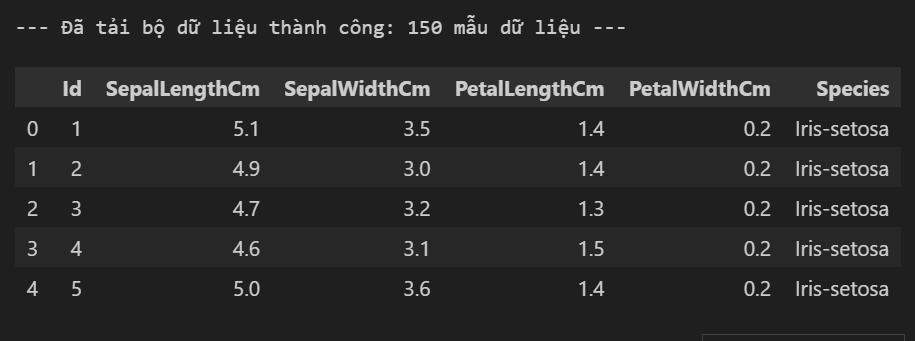 --- Đã tải bộ dữ liệu thành công: 150 mẫu dữ liệu ---
Id SepalLengthCm SepalWidthCm PetalLengthCm PetalWidthCm Species
0 1 5.1 3.5 1.4 0.2 Iris-setosa
1 2 4.9 3.0 1.4 0.2 Iris-setosa
2 3 4.7 3.2 1.3 0.2 Iris-setosa
3 4 4.6 3.1 1.5 0.2 Iris-setosa
4 5 5.0 3.6 1.4 0.2 Iris-setosa